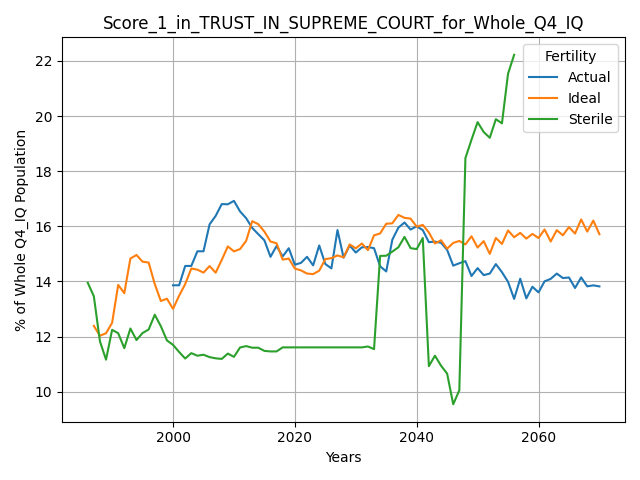 Score_1_in_TRUST_IN_SUPREME_COURT_for_Whole_Q4_IQ
% of Whole Q4_IQ Population
22
20
18
16
14
12
10
Fertility
Actual
Ideal
Sterile
2000 2020 2040 2060
Years